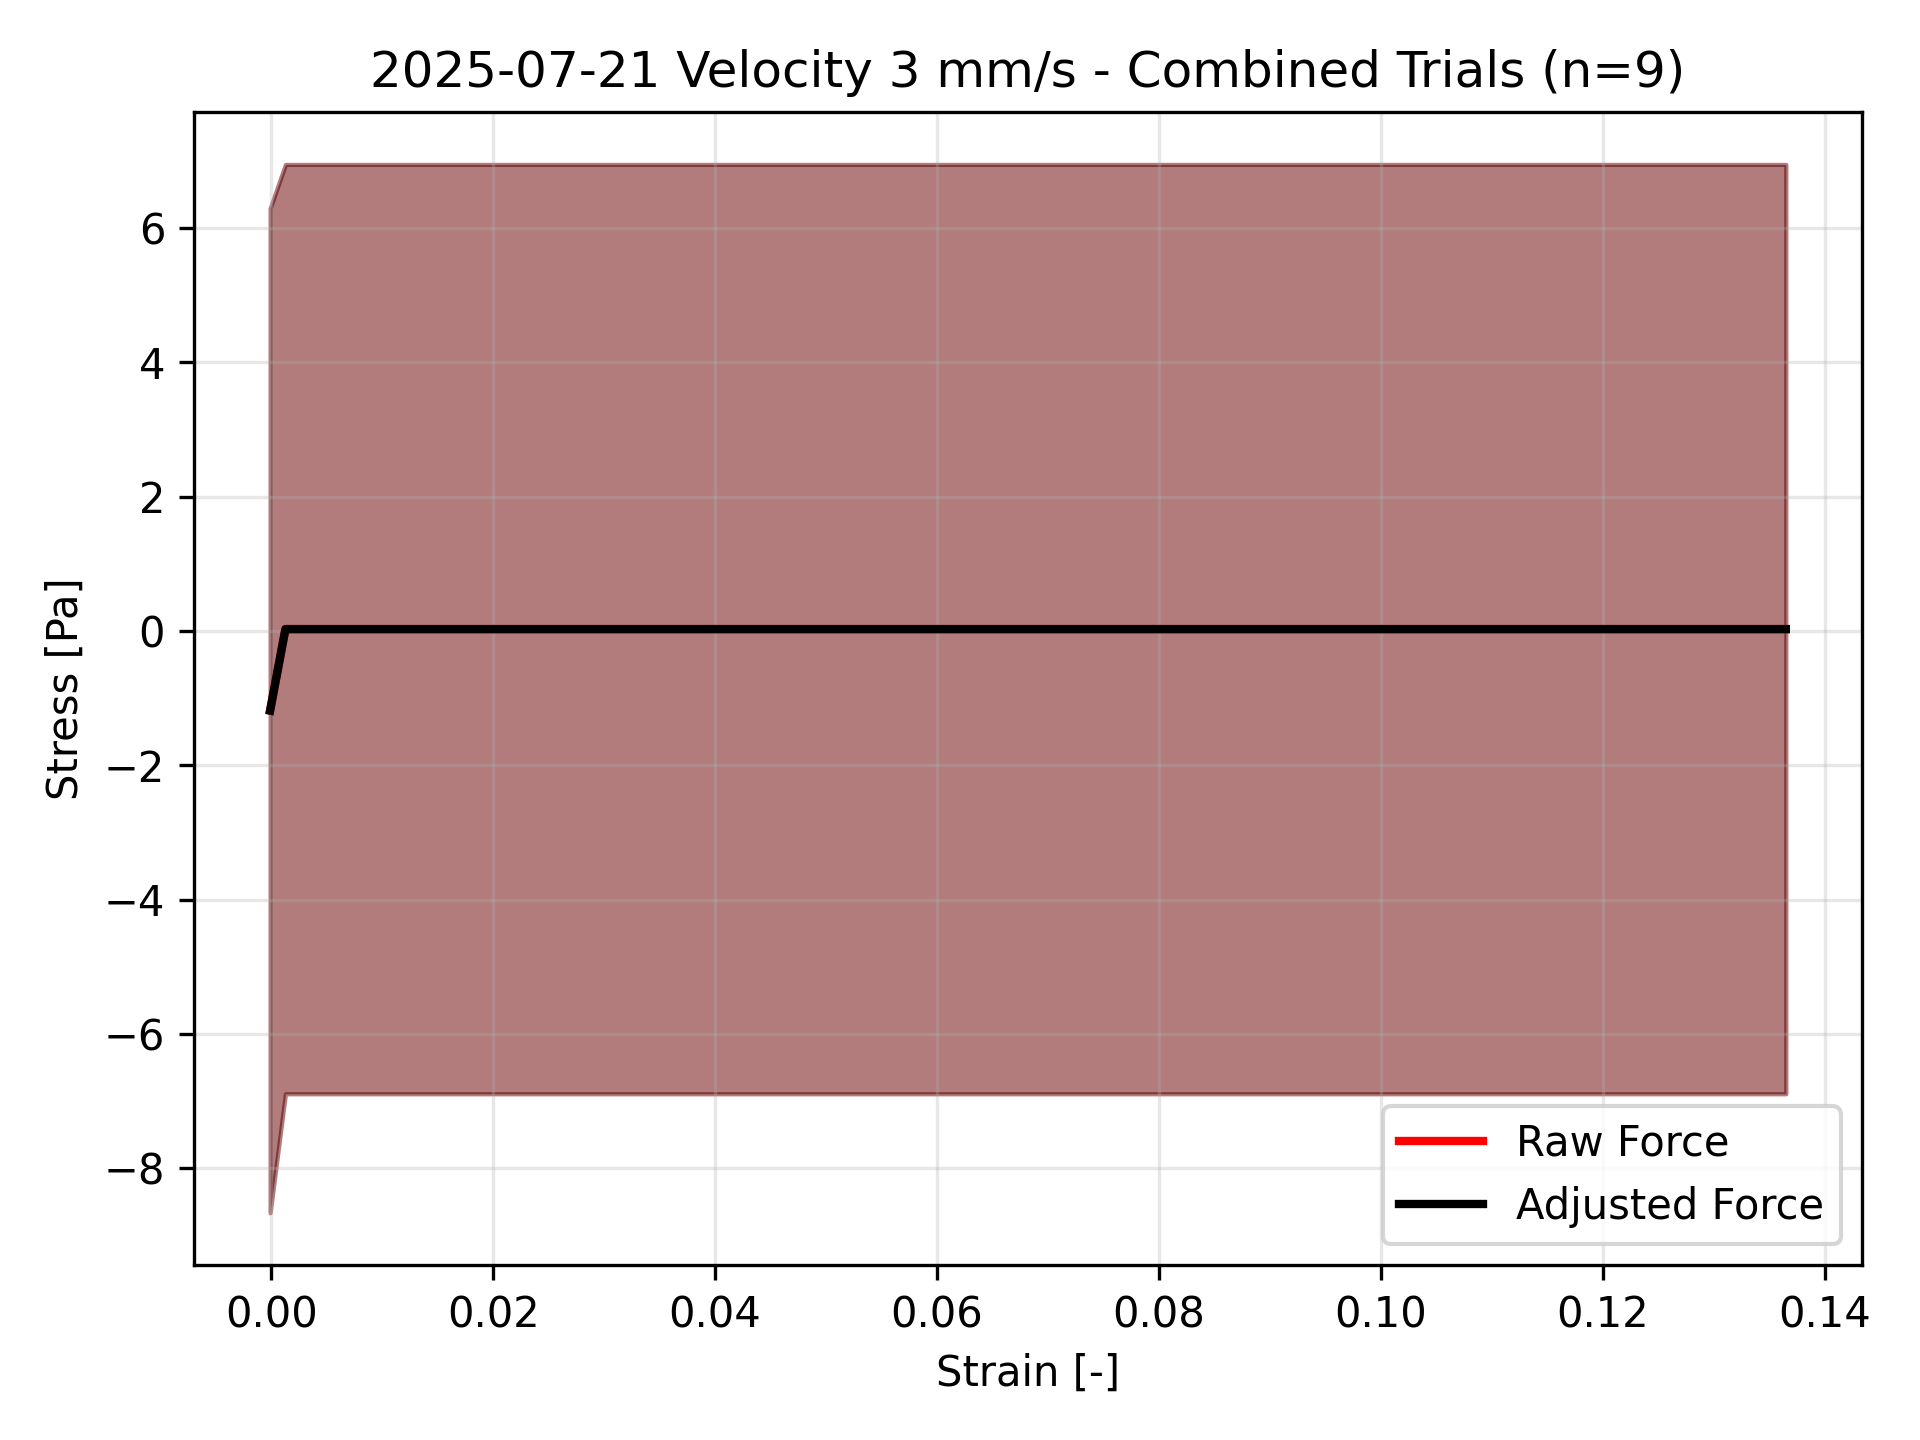 2025-07-21 Velocity 3 mm/s - Combined Trials (n=9)
Stress [Pa]
6
4
2
0
−2
−4
−6
−8
Raw Force
Adjusted Force
0.00 0.02 0.04 0.06 0.08 0.10 0.12 0.14
Strain [-]